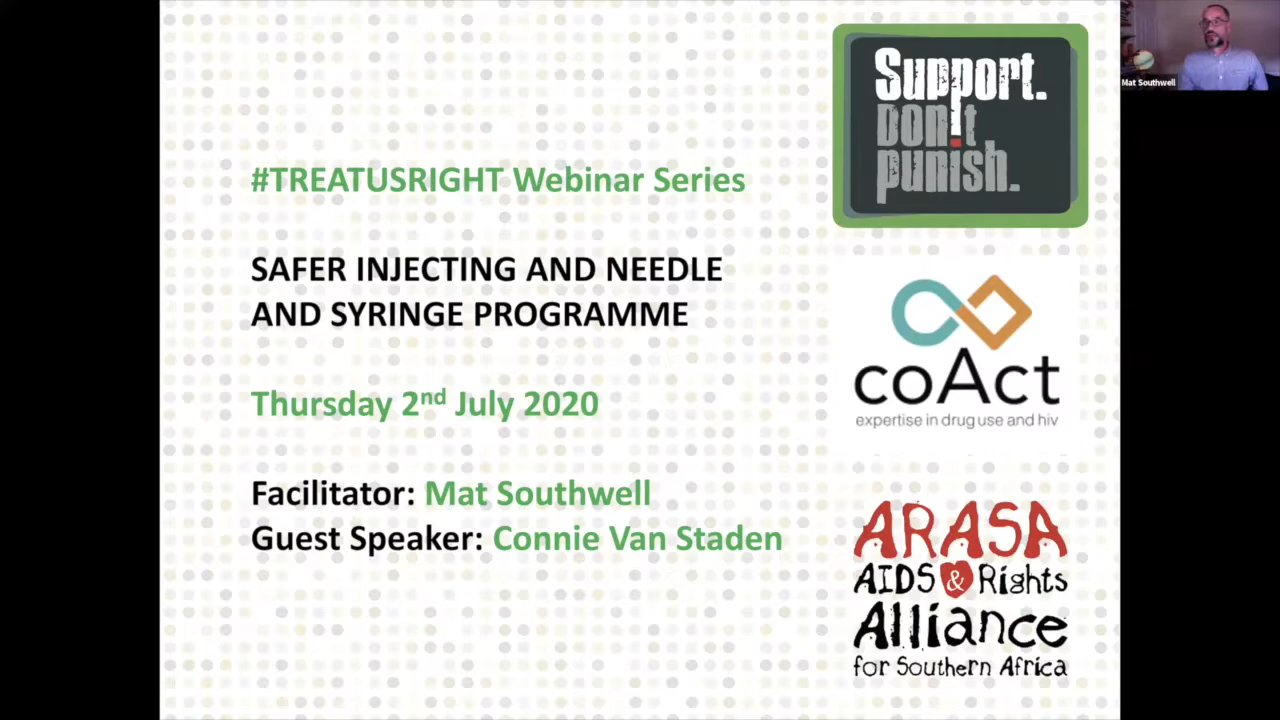 #TREATUSRIGHT Webinar Series
SAFER INJECTING AND NEEDLE
AND SYRINGE PROGRAMME
Thursday 2nd July 2020
Facilitator: Mat Southwell
Guest Speaker: Connie Van Staden
Support.
Don't
punish.
coAct
expertise in drug use and hiv
ARASA
AIDS & Rights
Alliance
for Southern Africa
Mat Southwell